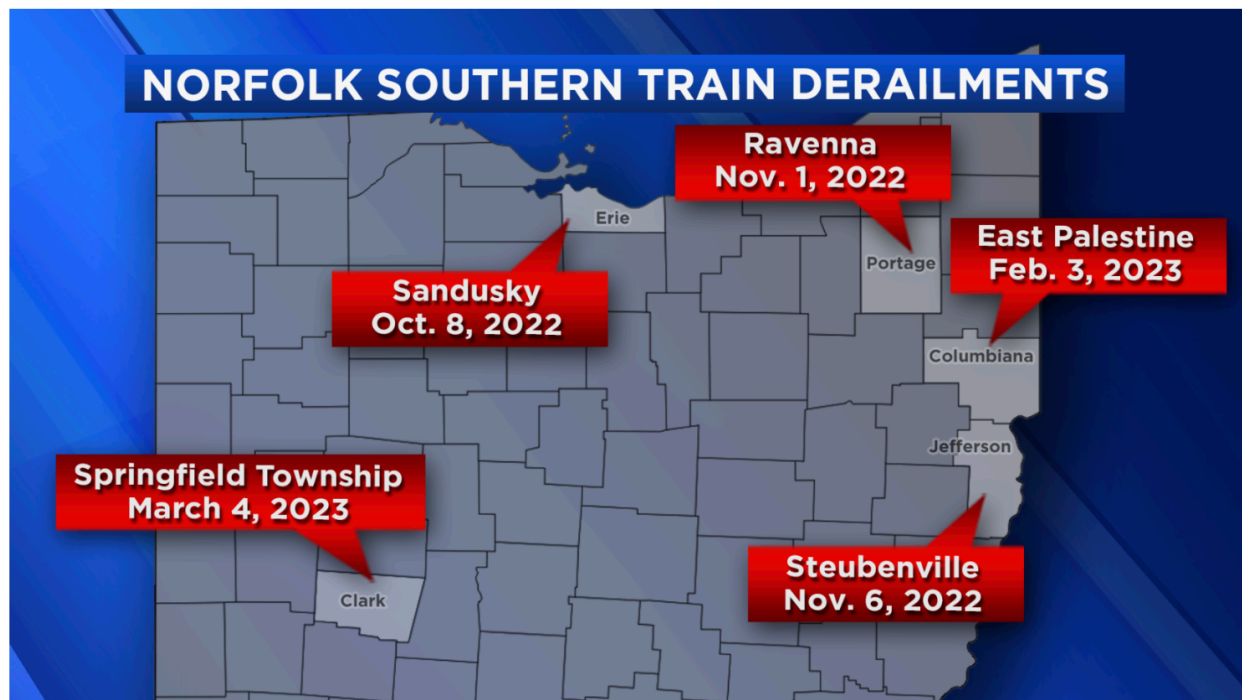 NORFOLK SOUTHERN TRAIN DERAILMENTS
Ravenna
Nov. 1, 2022
Erie
East Palestine
Feb. 3, 2023
Portage
Sandusky
Oct. 8, 2022
Columbiana
Jefferson
Springfield Township
March 4, 2023
Steubenville
Nov. 6, 2022
Clark